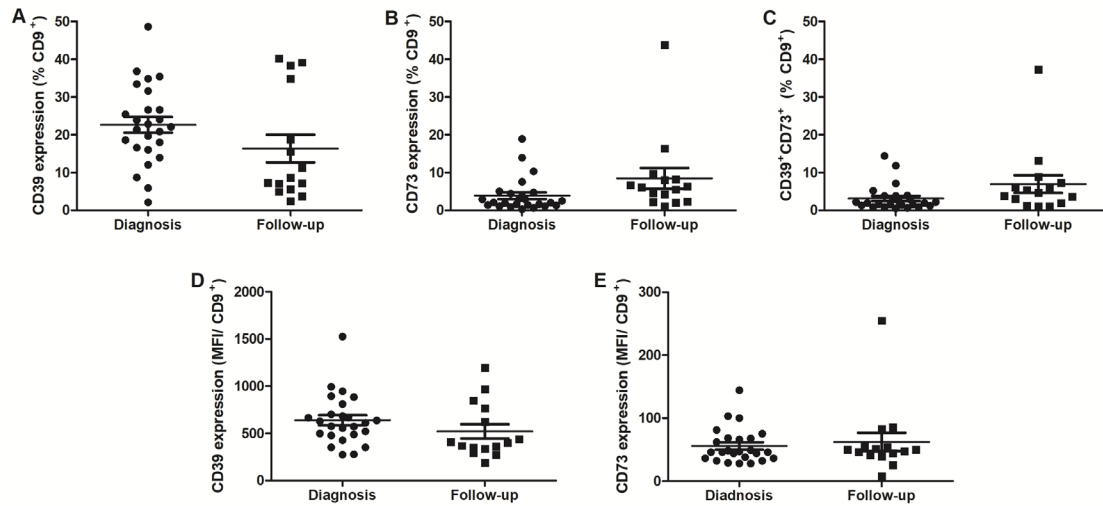 A
CD39 expression (% CD9⁺)
50
40
30
20
10
0
Diagnosis
Follow-up
B
CD73 expression (% CD9⁺)
50
40
30
20
10
0
Diagnosis
Follow-up
C
CD39⁺CD73⁺ (% CD9⁺)
50
40
30
20
10
0
Diagnosis
Follow-up
D
CD39 expression (MFI/ CD9⁺)
2000
1500
1000
500
0
Diagnosis
Follow-up
E
CD73 expression (MFI/ CD9⁺)
300
200
100
50
0
Diadnosis
Follow-up